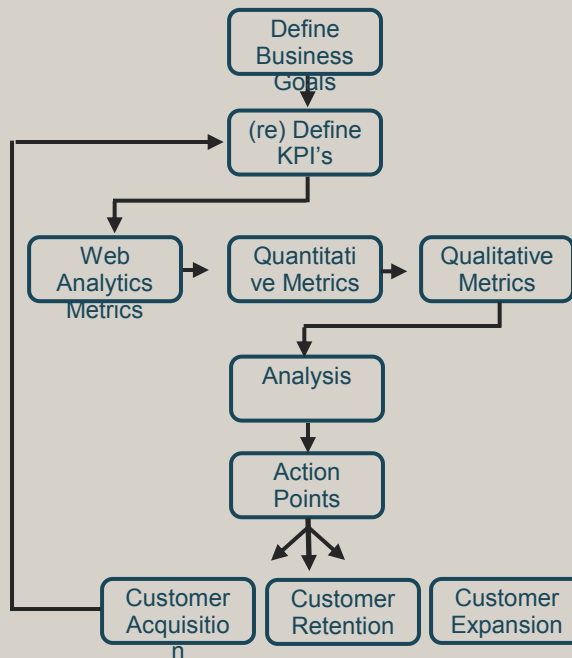 Define
Business
Goals
(re) Define
KPI's
Web
Analytics
Metrics
Quantitati
ve Metrics
Qualitative
Metrics
Analysis
Action
Points
Customer
Acquisitio
n
Customer
Retention
Customer
Expansion